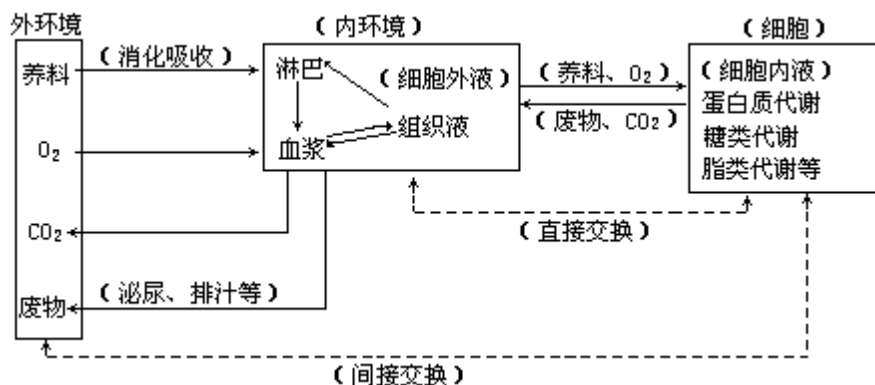 外环境
(内环境)
(细胞)
养料
(消化吸收)
淋巴
(细胞外液)
(养料、O₂)
(细胞内液)
蛋白质代谢
(废物、CO₂)
组织液
糖类代谢
O₂
血浆
脂类代谢等
CO₂
(直接交换)
(泌尿、排汁等)
废物
(间接交换)